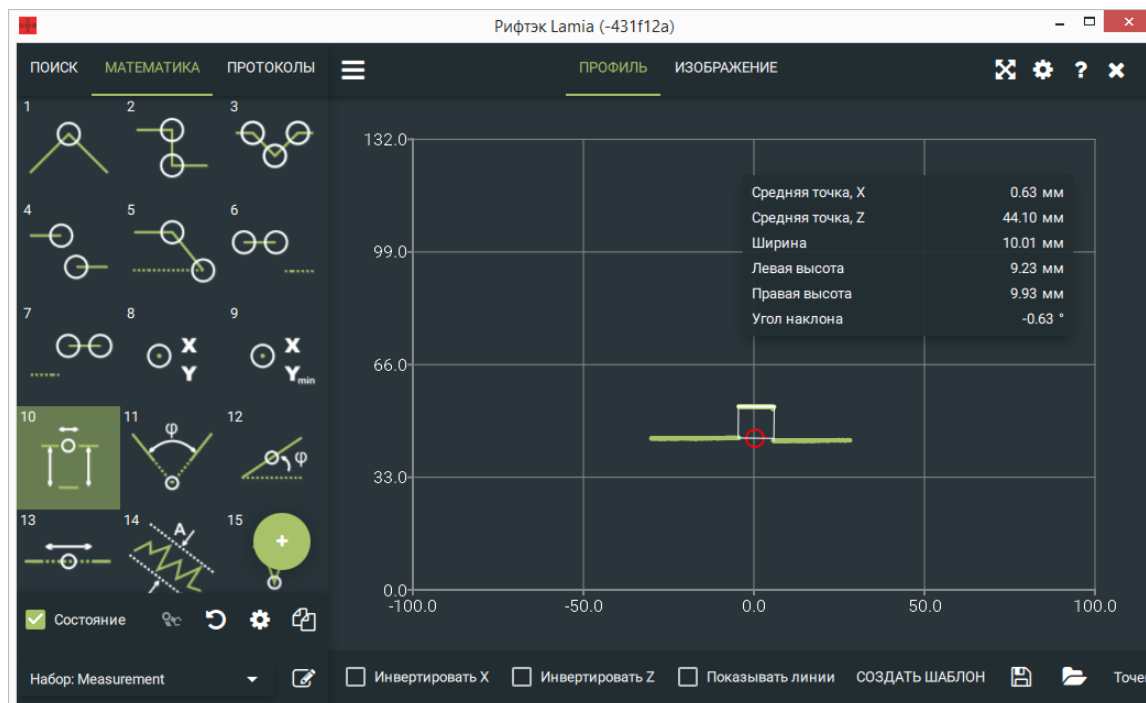 Рифтэк Lamia (-431f12a)
ПОИСК МАТЕМАТИКА ПРОТОКОЛЫ ПРОФИЛЬ ИЗОБРАЖЕНИЕ ?
1 2 3
4 5 6
7 8 9
X Y X Ymin
10 11 12
φ φ
13 14 15
A
+
Состояние
Набор: Measurement
132.0
99.0
66.0
33.0
0.0
-100.0 -50.0 0.0 50.0 100.0
Средняя точка, X 0.63 мм
Средняя точка, Z 44.10 мм
Ширина 10.01 мм
Левая высота 9.23 мм
Правая высота 9.93 мм
Угол наклона -0.63 °
Инвертировать X Инвертировать Z Показывать линии СОЗДАТЬ ШАБЛОН